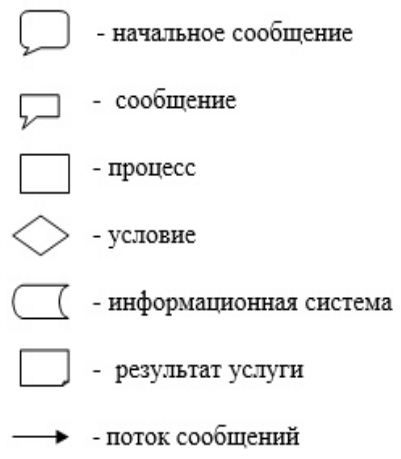 - начальное сообщение
- сообщение
- процесс
- условие
- информационная система
- результат услуги
- поток сообщений